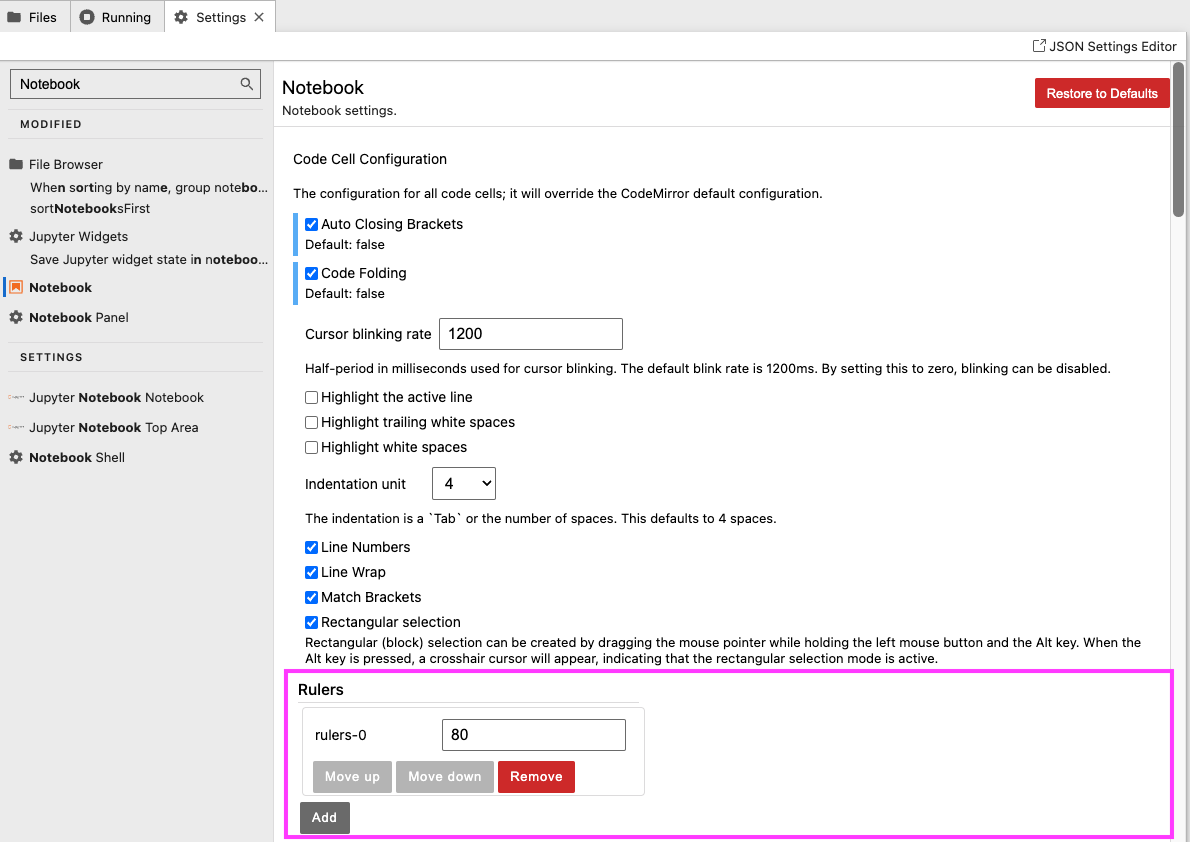 Files
Running
Settings
JSON Settings Editor
Notebook
MODIFIED
File Browser
When sorting by name, group notebo...
sortNotebooksFirst
Jupyter Widgets
Save Jupyter widget state in noteboo...
Notebook
Notebook Panel
SETTINGS
Jupyter Notebook Notebook
Jupyter Notebook Top Area
Notebook Shell
Notebook
Notebook settings.
Restore to Defaults
Code Cell Configuration
The configuration for all code cells; it will override the CodeMirror default configuration.
Auto Closing Brackets
Default: false
Code Folding
Default: false
Cursor blinking rate 1200
Half-period in milliseconds used for cursor blinking. The default blink rate is 1200ms. By setting this to zero, blinking can be disabled.
Highlight the active line
Highlight trailing white spaces
Highlight white spaces
Indentation unit 4
The indentation is a `Tab` or the number of spaces. This defaults to 4 spaces.
Line Numbers
Line Wrap
Match Brackets
Rectangular selection
Rectangular (block) selection can be created by dragging the mouse pointer while holding the left mouse button and the Alt key. When the
Alt key is pressed, a crosshair cursor will appear, indicating that the rectangular selection mode is active.
Rulers
rulers-0 80
Move up Move down Remove
Add